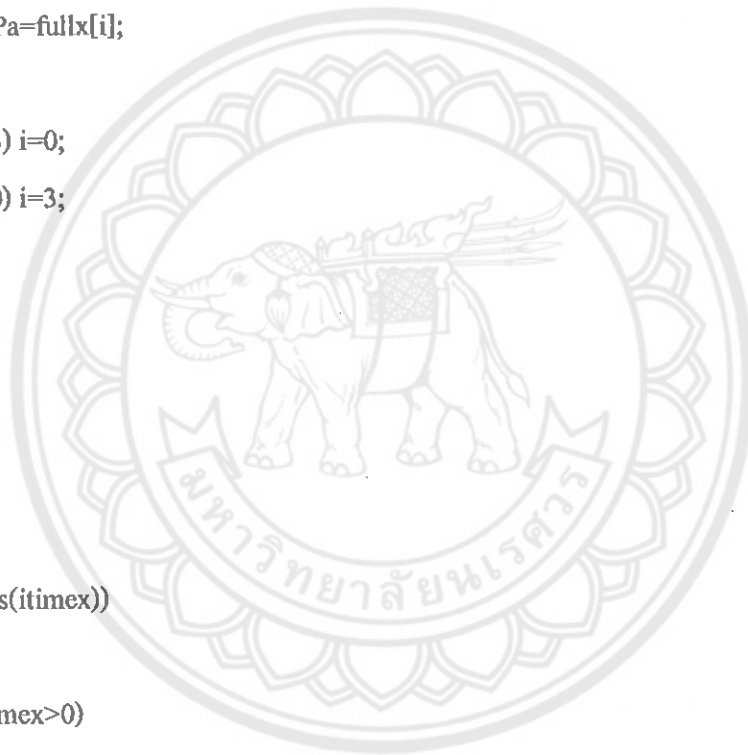 Pa=fullx[i];
) i=0;
) i=3;
มหาวิทยาลัยนเรศวร
s(itimex))
mex>0)